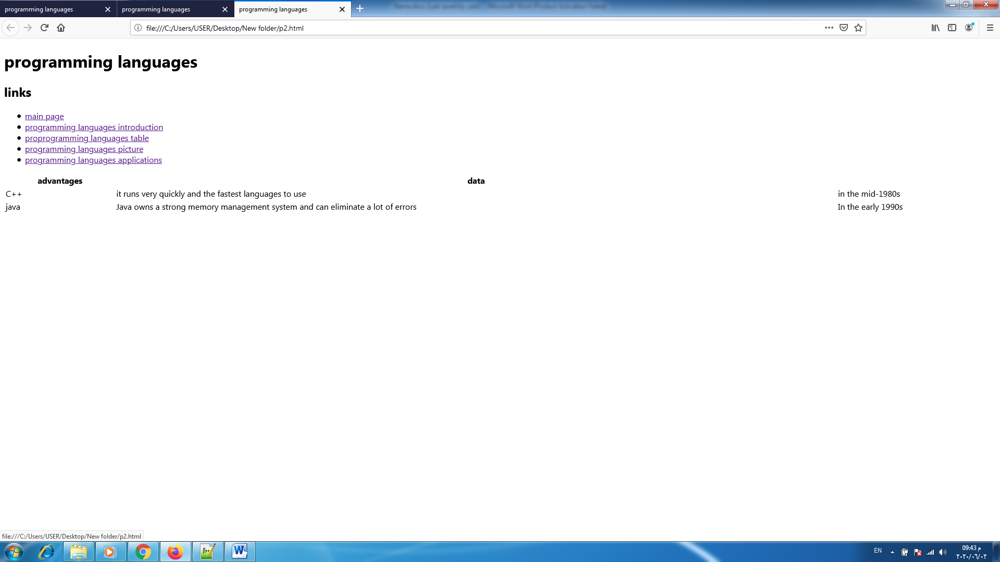 programming languages programming languages programming languages
file:///C:/Users/USER/Desktop/New folder/p2.html
programming languages
links
main page
programming languages introduction
proprogramming languages table
programming languages picture
programming languages applications
advantages data
C++ it runs very quickly and the fastest languages to use in the mid-1980s
java Java owns a strong memory management system and can eliminate a lot of errors In the early 1990s
file:///C:/Users/USER/Desktop/New folder/p2.html
EN 09:43 م
٢٠٢٠/٠٦/٠٢